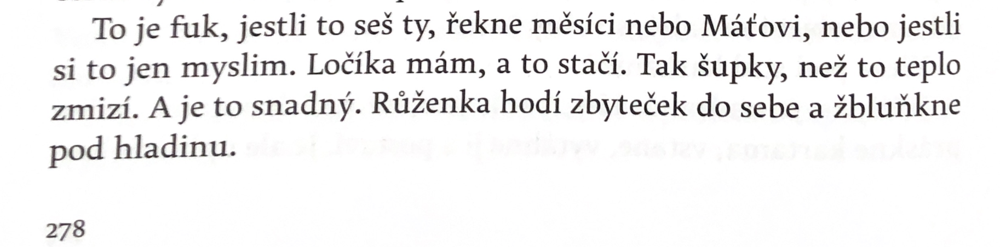 To je fuk, jestli to seš ty, řekne měsíci nebo Máťovi, nebo jestli
si to jen myslim. Ločíka mám, a to stačí. Tak šupky, než to teplo
zmizí. A je to snadný. Růženka hodí zbyteček do sebe a žbluňkne
pod hladinu.
278